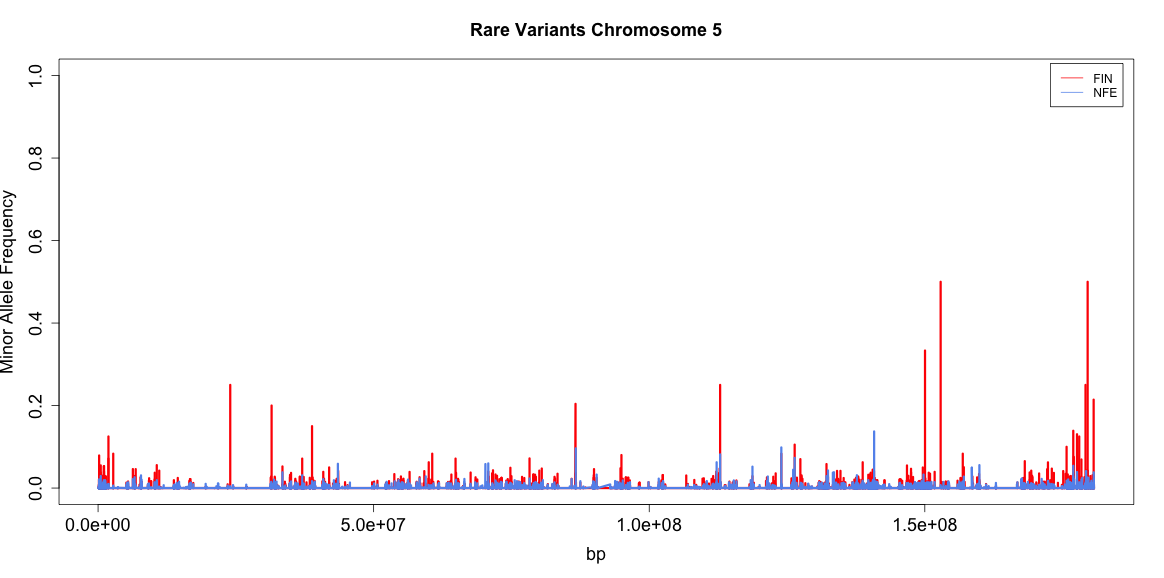 Rare Variants Chromosome 5
FIN
NFE
Minor Allele Frequency
1.0
0.8
0.6
0.4
0.2
0.0
0.0e+00 5.0e+07 1.0e+08 1.5e+08
bp